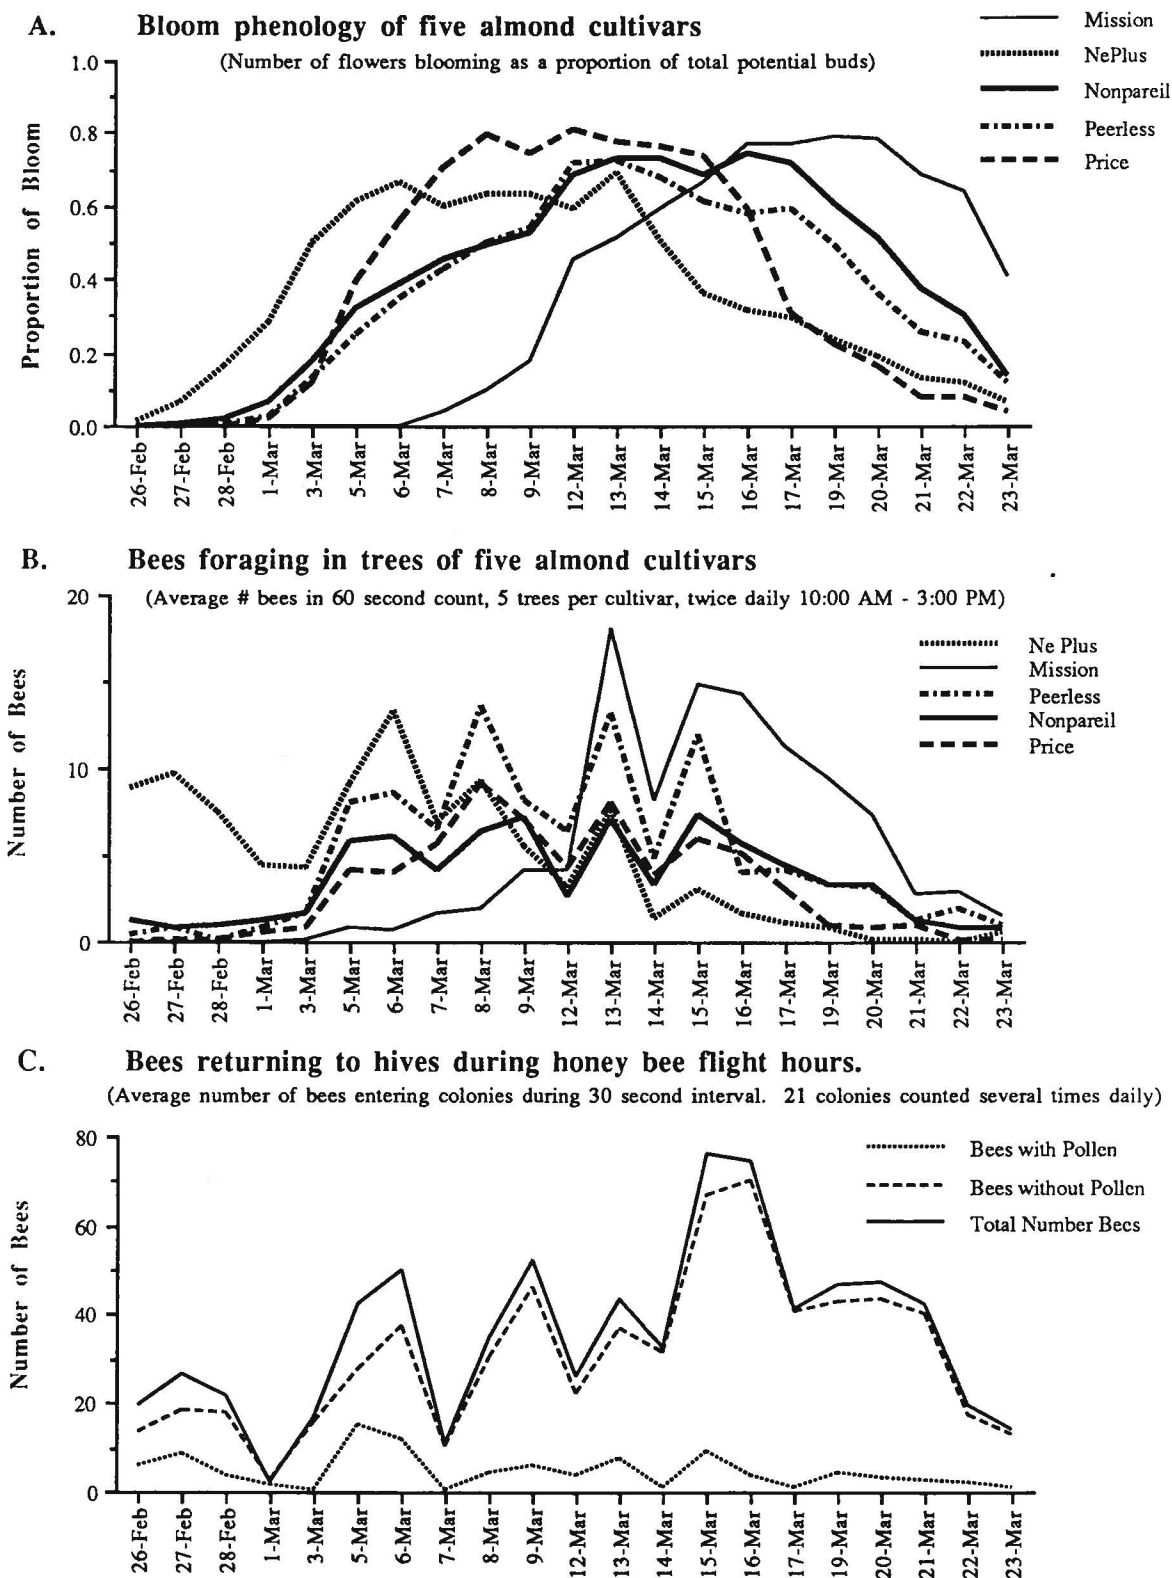 A. Bloom phenology of five almond cultivars
(Number of flowers blooming as a proportion of total potential buds)
Mission
NePlus
Nonpareil
Peerless
Price
Proportion of Bloom
1.0
0.8
0.6
0.4
0.2
0.0
26-Feb 27-Feb 28-Feb 1-Mar 3-Mar 5-Mar 6-Mar 7-Mar 8-Mar 9-Mar 12-Mar 13-Mar 14-Mar 15-Mar 16-Mar 17-Mar 19-Mar 20-Mar 21-Mar 22-Mar 23-Mar
B. Bees foraging in trees of five almond cultivars
(Average # bees in 60 second count, 5 trees per cultivar, twice daily 10:00 AM - 3:00 PM)
Ne Plus
Mission
Peerless
Nonpareil
Price
Number of Bees
20
10
0
26-Feb 27-Feb 28-Feb 1-Mar 3-Mar 5-Mar 6-Mar 7-Mar 8-Mar 9-Mar 12-Mar 13-Mar 14-Mar 15-Mar 16-Mar 17-Mar 19-Mar 20-Mar 21-Mar 22-Mar 23-Mar
C. Bees returning to hives during honey bee flight hours.
(Average number of bees entering colonies during 30 second interval. 21 colonies counted several times daily)
Bees with Pollen
Bees without Pollen
Total Number Bees
Number of Bees
80
60
40
20
0
26-Feb 27-Feb 28-Feb 1-Mar 3-Mar 5-Mar 6-Mar 7-Mar 8-Mar 9-Mar 12-Mar 13-Mar 14-Mar 15-Mar 16-Mar 17-Mar 19-Mar 20-Mar 21-Mar 22-Mar 23-Mar